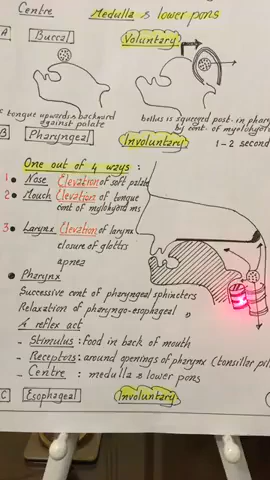 Centre Medulla & lower pons
A Buccal Voluntary
tongue upwards & backward
against palate
bollus is squeezed post. in phary
by cont. of mylohyoid
B Pharyngeal Involuntary 1-2 second
One out of 4 ways:
1 • Nose Elevation of soft palate
2 • Mouth Elevation of tongue
cont of mylohyord ms
3 • Larynx Elevation of larynx
closure of glottis
apnea
• Pharynx
Successive cont of pharyngeal sphincters
Relaxation of pharyngo-esophageal "
A reflex act
- Stimulus: food in back of mouth
- Receptors: around openings of pharynx (tonsillar pil
- Centre: medulla & lower pons
C Esophageal Involuntary